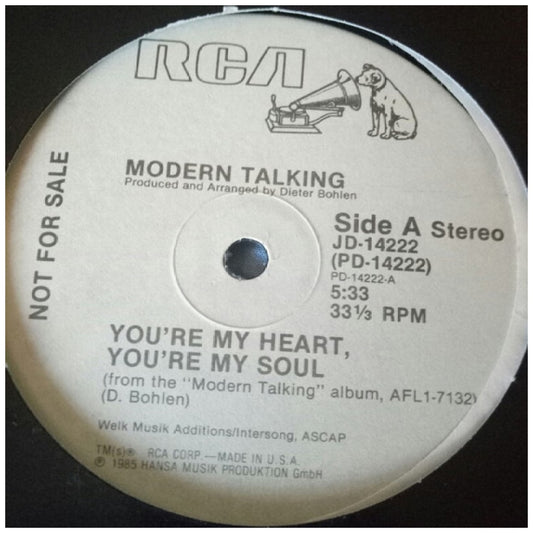 RCA
MODERN TALKING
Produced and Arranged by Dieter Bohlen
NOT FOR SALE
Side A Stereo
JD-14222
(PD-14222)
PD-14222-A
5:33
33⅓ RPM
YOU'RE MY HEART,
YOU'RE MY SOUL
(from the "Modern Talking" album, AFL1-7132)
(D. Bohlen)
Welk Musik Additions/Intersong, ASCAP
TM(s)® RCA CORP.—MADE IN U.S.A.
℗ 1985 HANSA MUSIK PRODUKTION GmbH